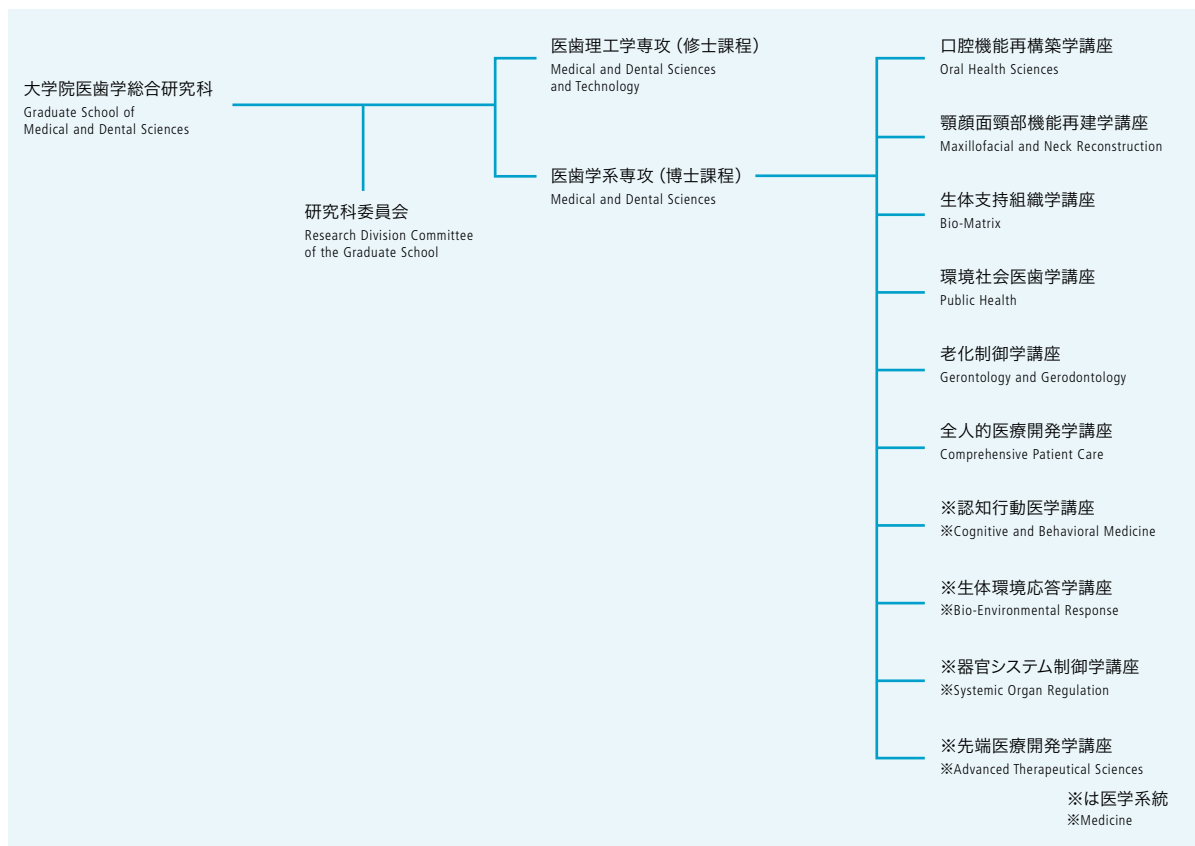 大学院医歯学総合研究科
Graduate School of
Medical and Dental Sciences
研究科委員会
Research Division Committee
of the Graduate School
医歯理工学専攻（修士課程）
Medical and Dental Sciences
and Technology
医歯学系専攻（博士課程）
Medical and Dental Sciences
口腔機能再構築学講座
Oral Health Sciences
顎顔面頸部機能再建学講座
Maxillofacial and Neck Reconstruction
生体支持組織学講座
Bio-Matrix
環境社会医歯学講座
Public Health
老化制御学講座
Gerontology and Gerodontology
全人的医療開発学講座
Comprehensive Patient Care
※認知行動医学講座
※Cognitive and Behavioral Medicine
※生体環境応答学講座
※Bio-Environmental Response
※器官システム制御学講座
※Systemic Organ Regulation
※先端医療開発学講座
※Advanced Therapeutical Sciences
※は医学系統
※Medicine